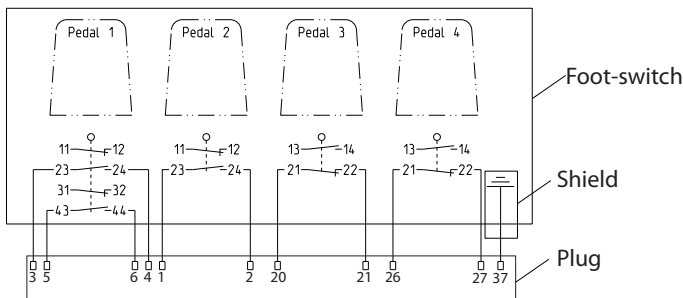 Pedal 1 Pedal 2 Pedal 3 Pedal 4
Foot-switch
11 12 11 12 13 14 13 14
23 24 23 24 21 22 21 22
31 32
Shield
43 44
Plug
3 5 6 4 1 2 20 21 26 27 37